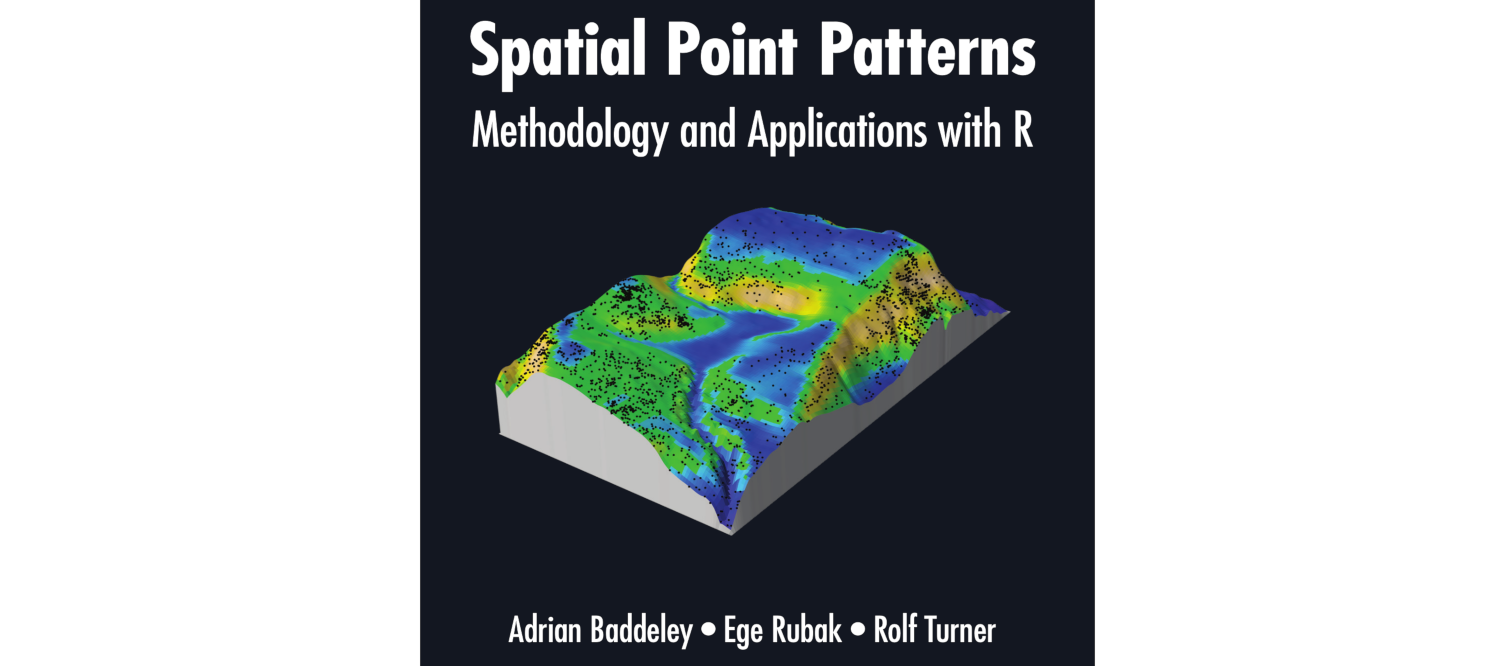 Spatial Point Patterns
Methodology and Applications with R
Adrian Baddeley • Ege Rubak • Rolf Turner